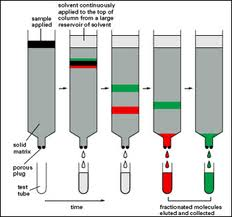 sample
applied
solvent continuously
applied to the top of
column from a large
reservoir of solvent
solid
matrix
porous
plug
test
tube
time
fractionated molecules
eluted and collected